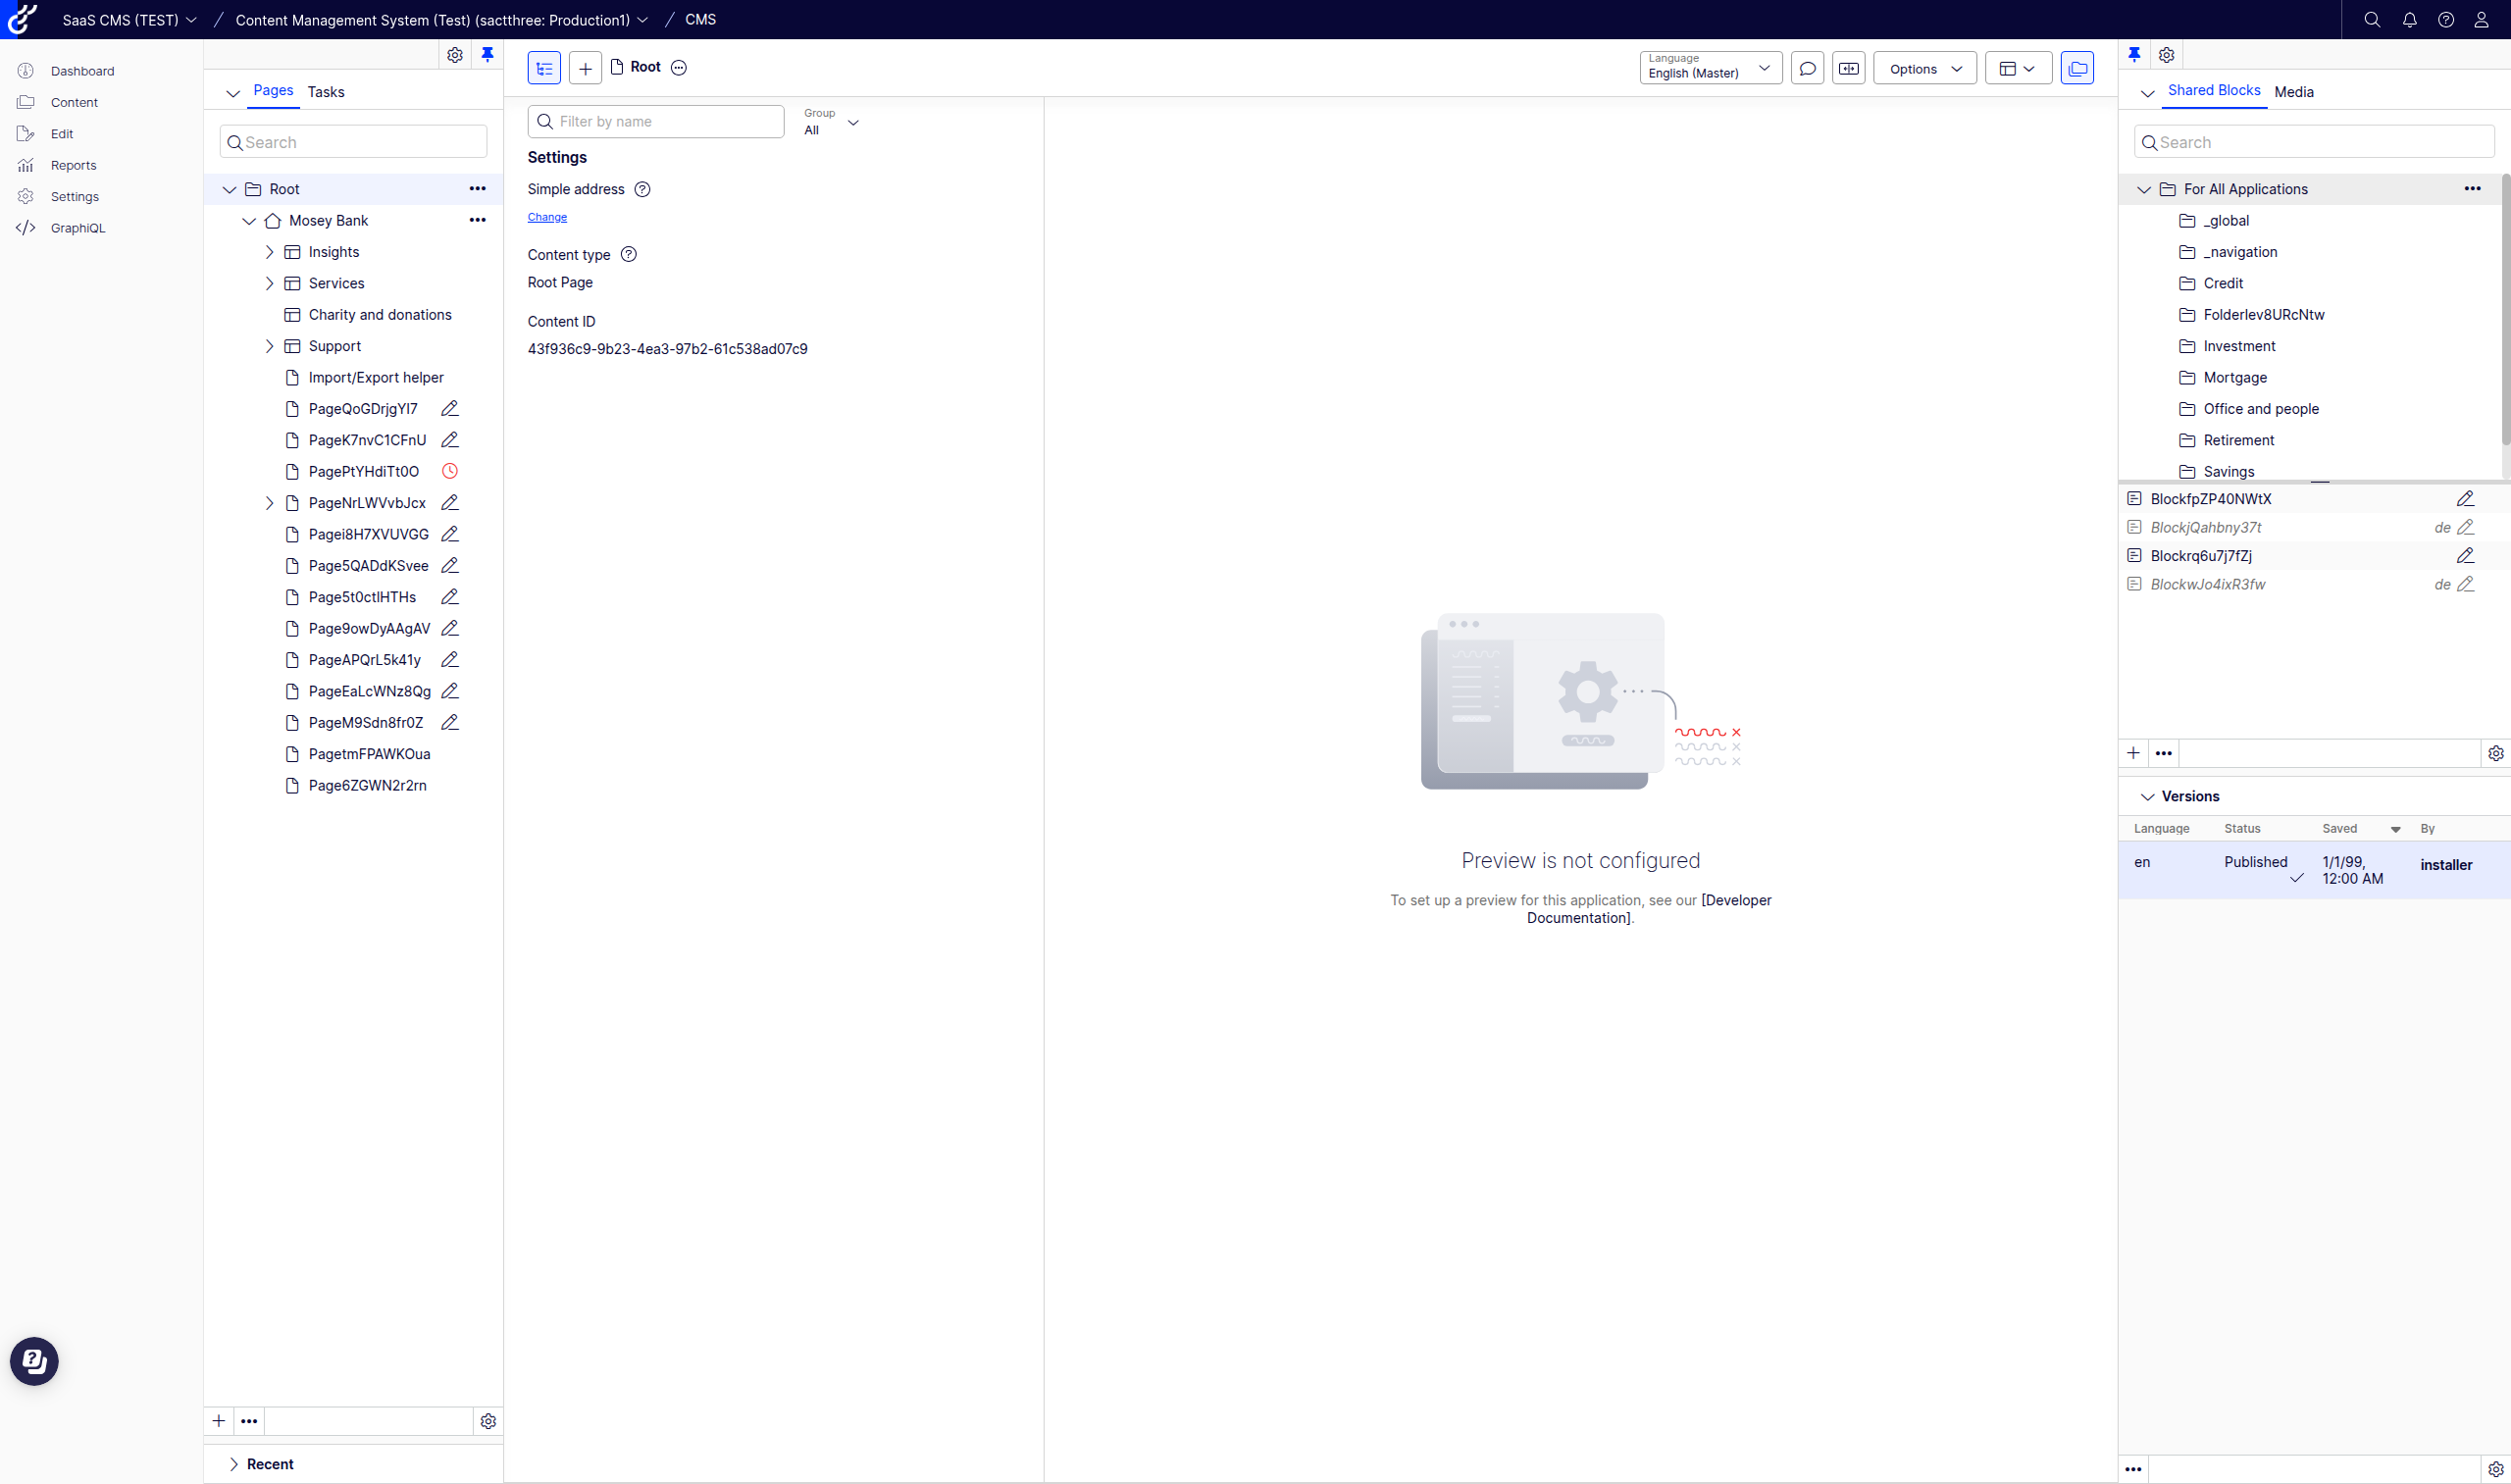 SaaS CMS (TEST) / Content Management System (Test) (sactthree: Production1) / CMS
Dashboard
Content
Edit
Reports
Settings
GraphiQL
Pages Tasks
Search
Root
Mosey Bank
Insights
Services
Charity and donations
Support
Import/Export helper
PageQoGDrjgYI7
PageK7nvC1CFnU
PagePtYHdiTt0O
PageNrLWVvbJcx
Pagei8H7XVUVGG
Page5QADdKSvee
Page5t0ctIHTHs
Page9owDyAAgAV
PageAPQrL5k41y
PageEaLcWNz8Qg
PageM9Sdn8fr0Z
PagetmFPAWKOua
Page6ZGWN2r2rn
Recent
Root
Language
English (Master)
Options
Filter by name
Group
All
Settings
Simple address
Change
Content type
Root Page
Content ID
43f936c9-9b23-4ea3-97b2-61c538ad07c9
Preview is not configured
To set up a preview for this application, see our [Developer
Documentation].
Shared Blocks Media
Search
For All Applications
_global
_navigation
Credit
FolderIev8URcNtw
Investment
Mortgage
Office and people
Retirement
Savings
BlockfpZP40NWtX
BlockjQahbny37t de
Blockrq6u7j7fZj
BlockwJo4ixR3fw de
Versions
Language Status Saved By
en Published 1/1/99, 12:00 AM installer